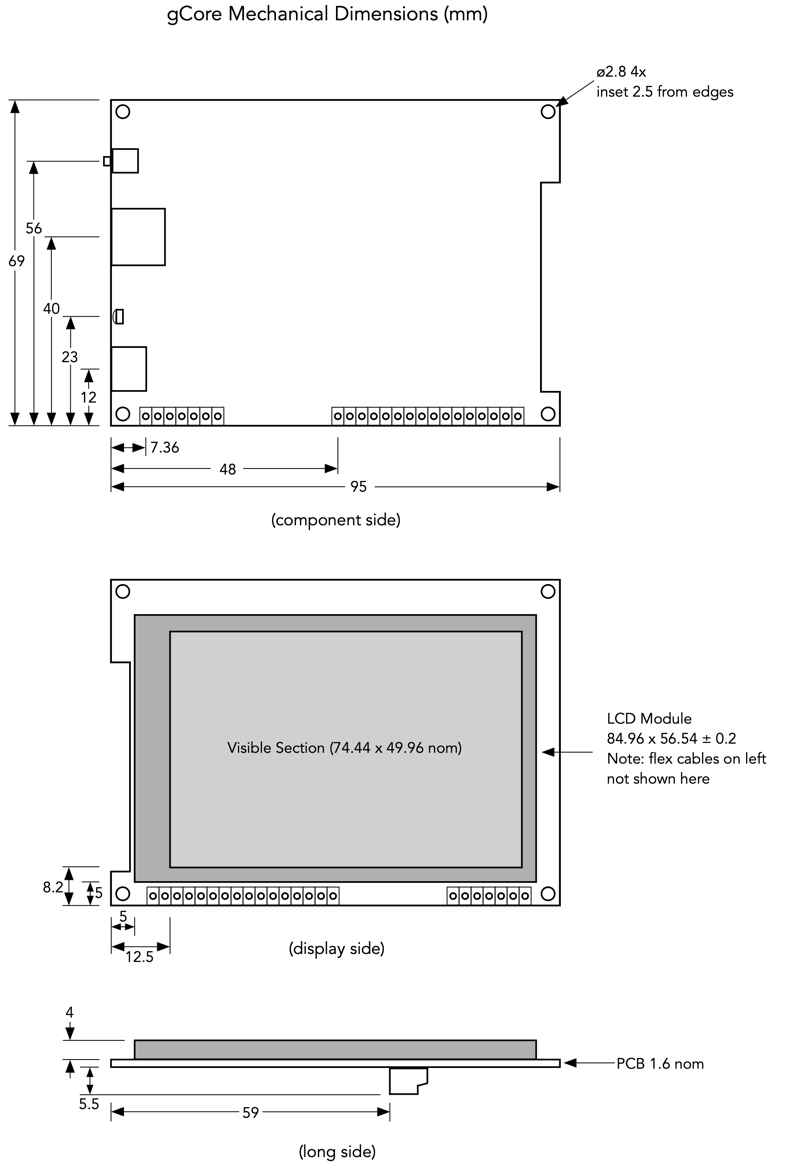 gCore Mechanical Dimensions (mm)
ø2.8 4x
inset 2.5 from edges
56
69
40
23
12
7.36
48
95
(component side)
LCD Module
84.96 x 56.54 ± 0.2
Note: flex cables on left
not shown here
Visible Section (74.44 x 49.96 nom)
8.2
5
5
12.5
(display side)
4
PCB 1.6 nom
5.5
59
(long side)